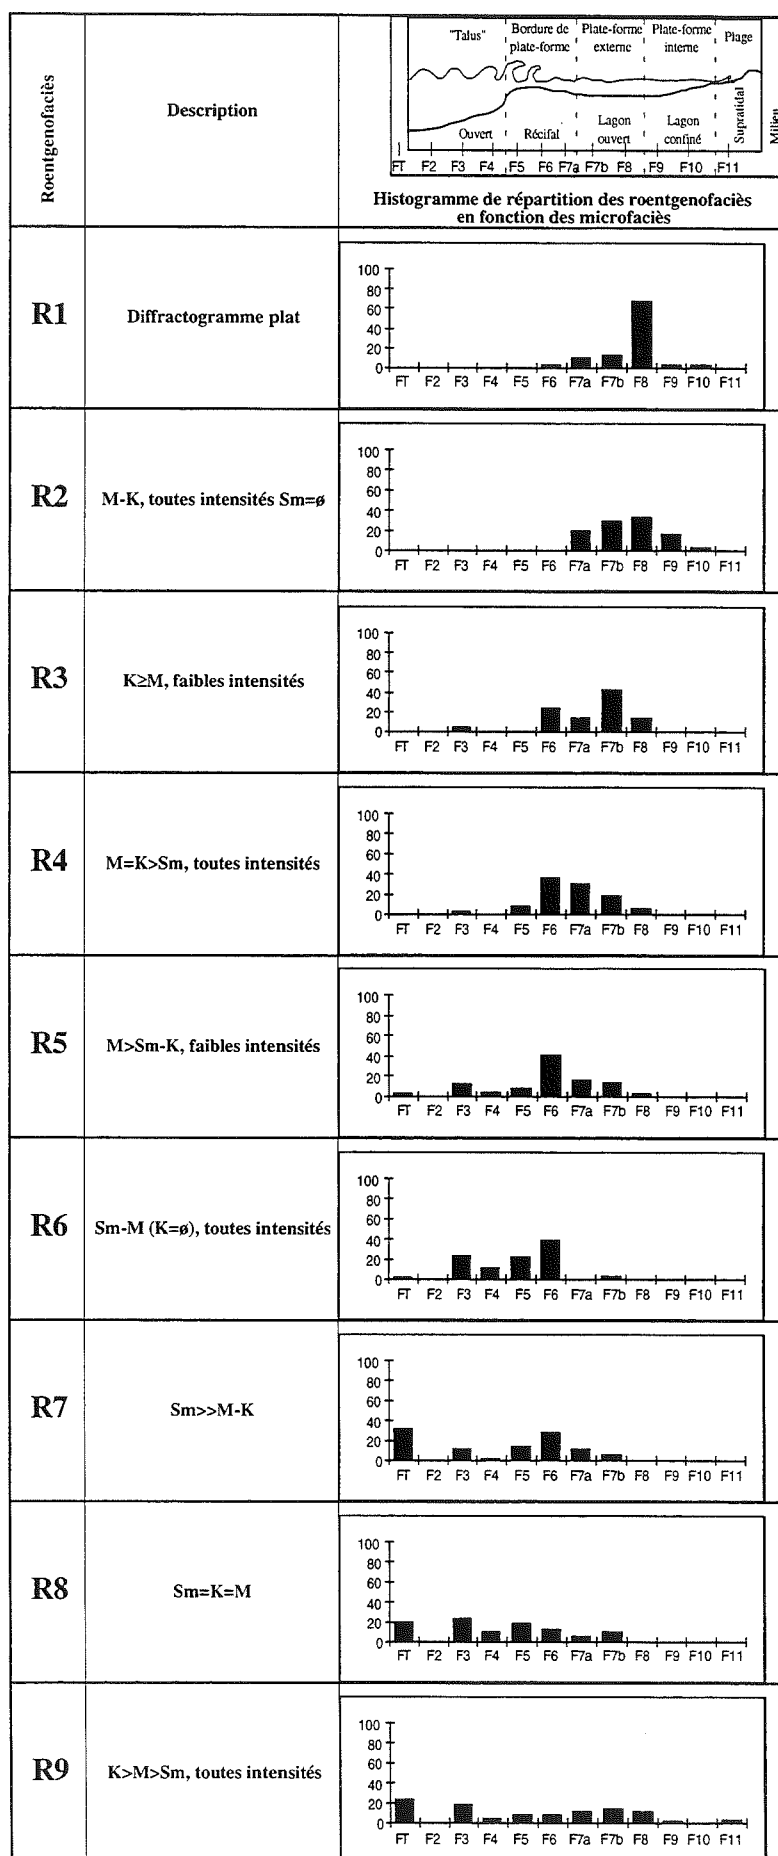 Roentgenofaciès
Description
"Talus"
Bordure de plate-forme
Plate-forme externe
Plate-forme interne
Plage
Ouvert
Récifal
Lagon ouvert
Lagon confiné
Supratidal
Milieu
FT F2 F3 F4 F5 F6 F7a F7b F8 F9 F10 F11
Histogramme de répartition des roentgenofaciès
en fonction des microfaciès
R1
Diffractogramme plat
100
80
60
40
20
0
FT F2 F3 F4 F5 F6 F7a F7b F8 F9 F10 F11
R2
M-K, toutes intensités Sm=ø
100
80
60
40
20
0
FT F2 F3 F4 F5 F6 F7a F7b F8 F9 F10 F11
R3
K≥M, faibles intensités
100
80
60
40
20
0
FT F2 F3 F4 F5 F6 F7a F7b F8 F9 F10 F11
R4
M=K>Sm, toutes intensités
100
80
60
40
20
0
FT F2 F3 F4 F5 F6 F7a F7b F8 F9 F10 F11
R5
M>Sm-K, faibles intensités
100
80
60
40
20
0
FT F2 F3 F4 F5 F6 F7a F7b F8 F9 F10 F11
R6
Sm-M (K=ø), toutes intensités
100
80
60
40
20
0
FT F2 F3 F4 F5 F6 F7a F7b F8 F9 F10 F11
R7
Sm>>M-K
100
80
60
40
20
0
FT F2 F3 F4 F5 F6 F7a F7b F8 F9 F10 F11
R8
Sm=K=M
100
80
60
40
20
0
FT F2 F3 F4 F5 F6 F7a F7b F8 F9 F10 F11
R9
K>M>Sm, toutes intensités
100
80
60
40
20
0
FT F2 F3 F4 F5 F6 F7a F7b F8 F9 F10 F11